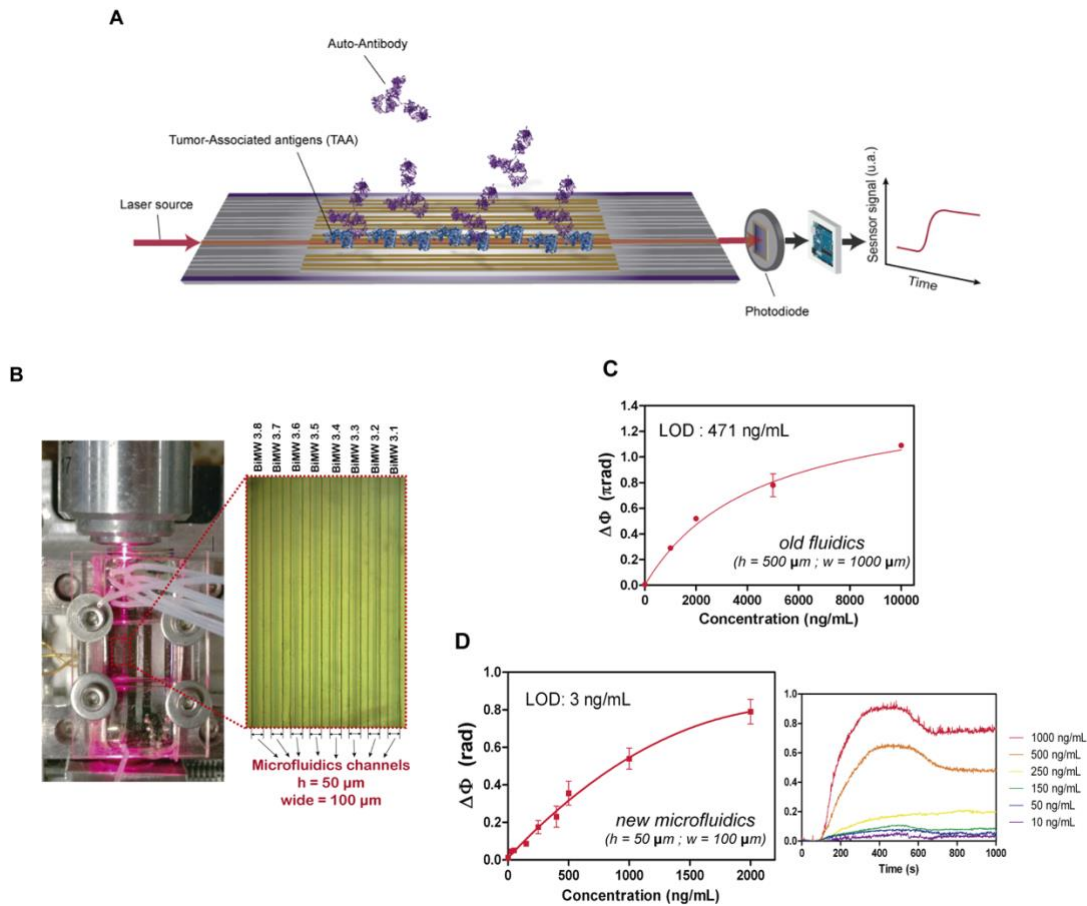 A
Auto-Antibody
Tumor-Associated antigens (TAA)
Laser source
Photodiode
Sesnsor signal (u.a.)
Time
B
BiMW 3.8
BiMW 3.7
BiMW 3.6
BiMW 3.5
BiMW 3.4
BiMW 3.3
BiMW 3.2
BiMW 3.1
17
Microfluidics channels
h = 50 µm
wide = 100 µm
C
ΔΦ (πrad)
1.4
1.2
1.0
0.8
0.6
0.4
0.2
0.0
LOD : 471 ng/mL
old fluidics
(h = 500 µm ; w = 1000 µm)
0 2000 4000 6000 8000 10000
Concentration (ng/mL)
D
ΔΦ (rad)
0.8
0.6
0.4
0.2
0.0
LOD: 3 ng/mL
new microfluidics
(h = 50 µm ; w = 100 µm)
0 500 1000 1500 2000
Concentration (ng/mL)
1.0
0.8
0.6
0.4
0.2
0
0 200 400 600 800 1000
Time (s)
1000 ng/mL
500 ng/mL
250 ng/mL
150 ng/mL
50 ng/mL
10 ng/mL